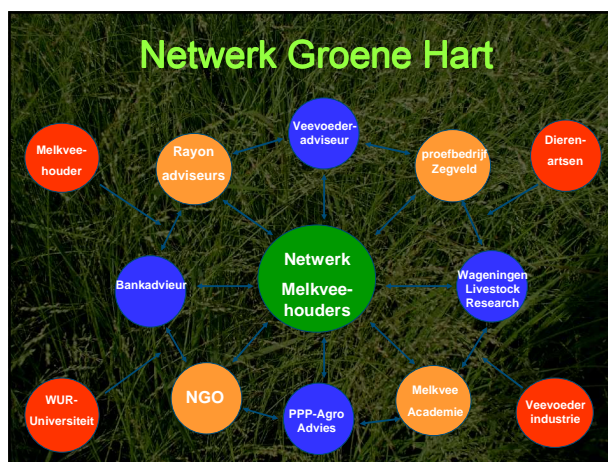 Netwerk Groene Hart
Veevoeder-
adviseur
Melkvee-
houder
Rayon
adviseurs
proefbedrijf
Zegveld
Dieren-
artsen
Netwerk
Melkvee-
houders
Bankadvieur
Wageningen
Livestock
Research
WUR-
Universiteit
NGO
PPP-Agro
Advies
Melkvee
Academie
Veevoeder
industrie